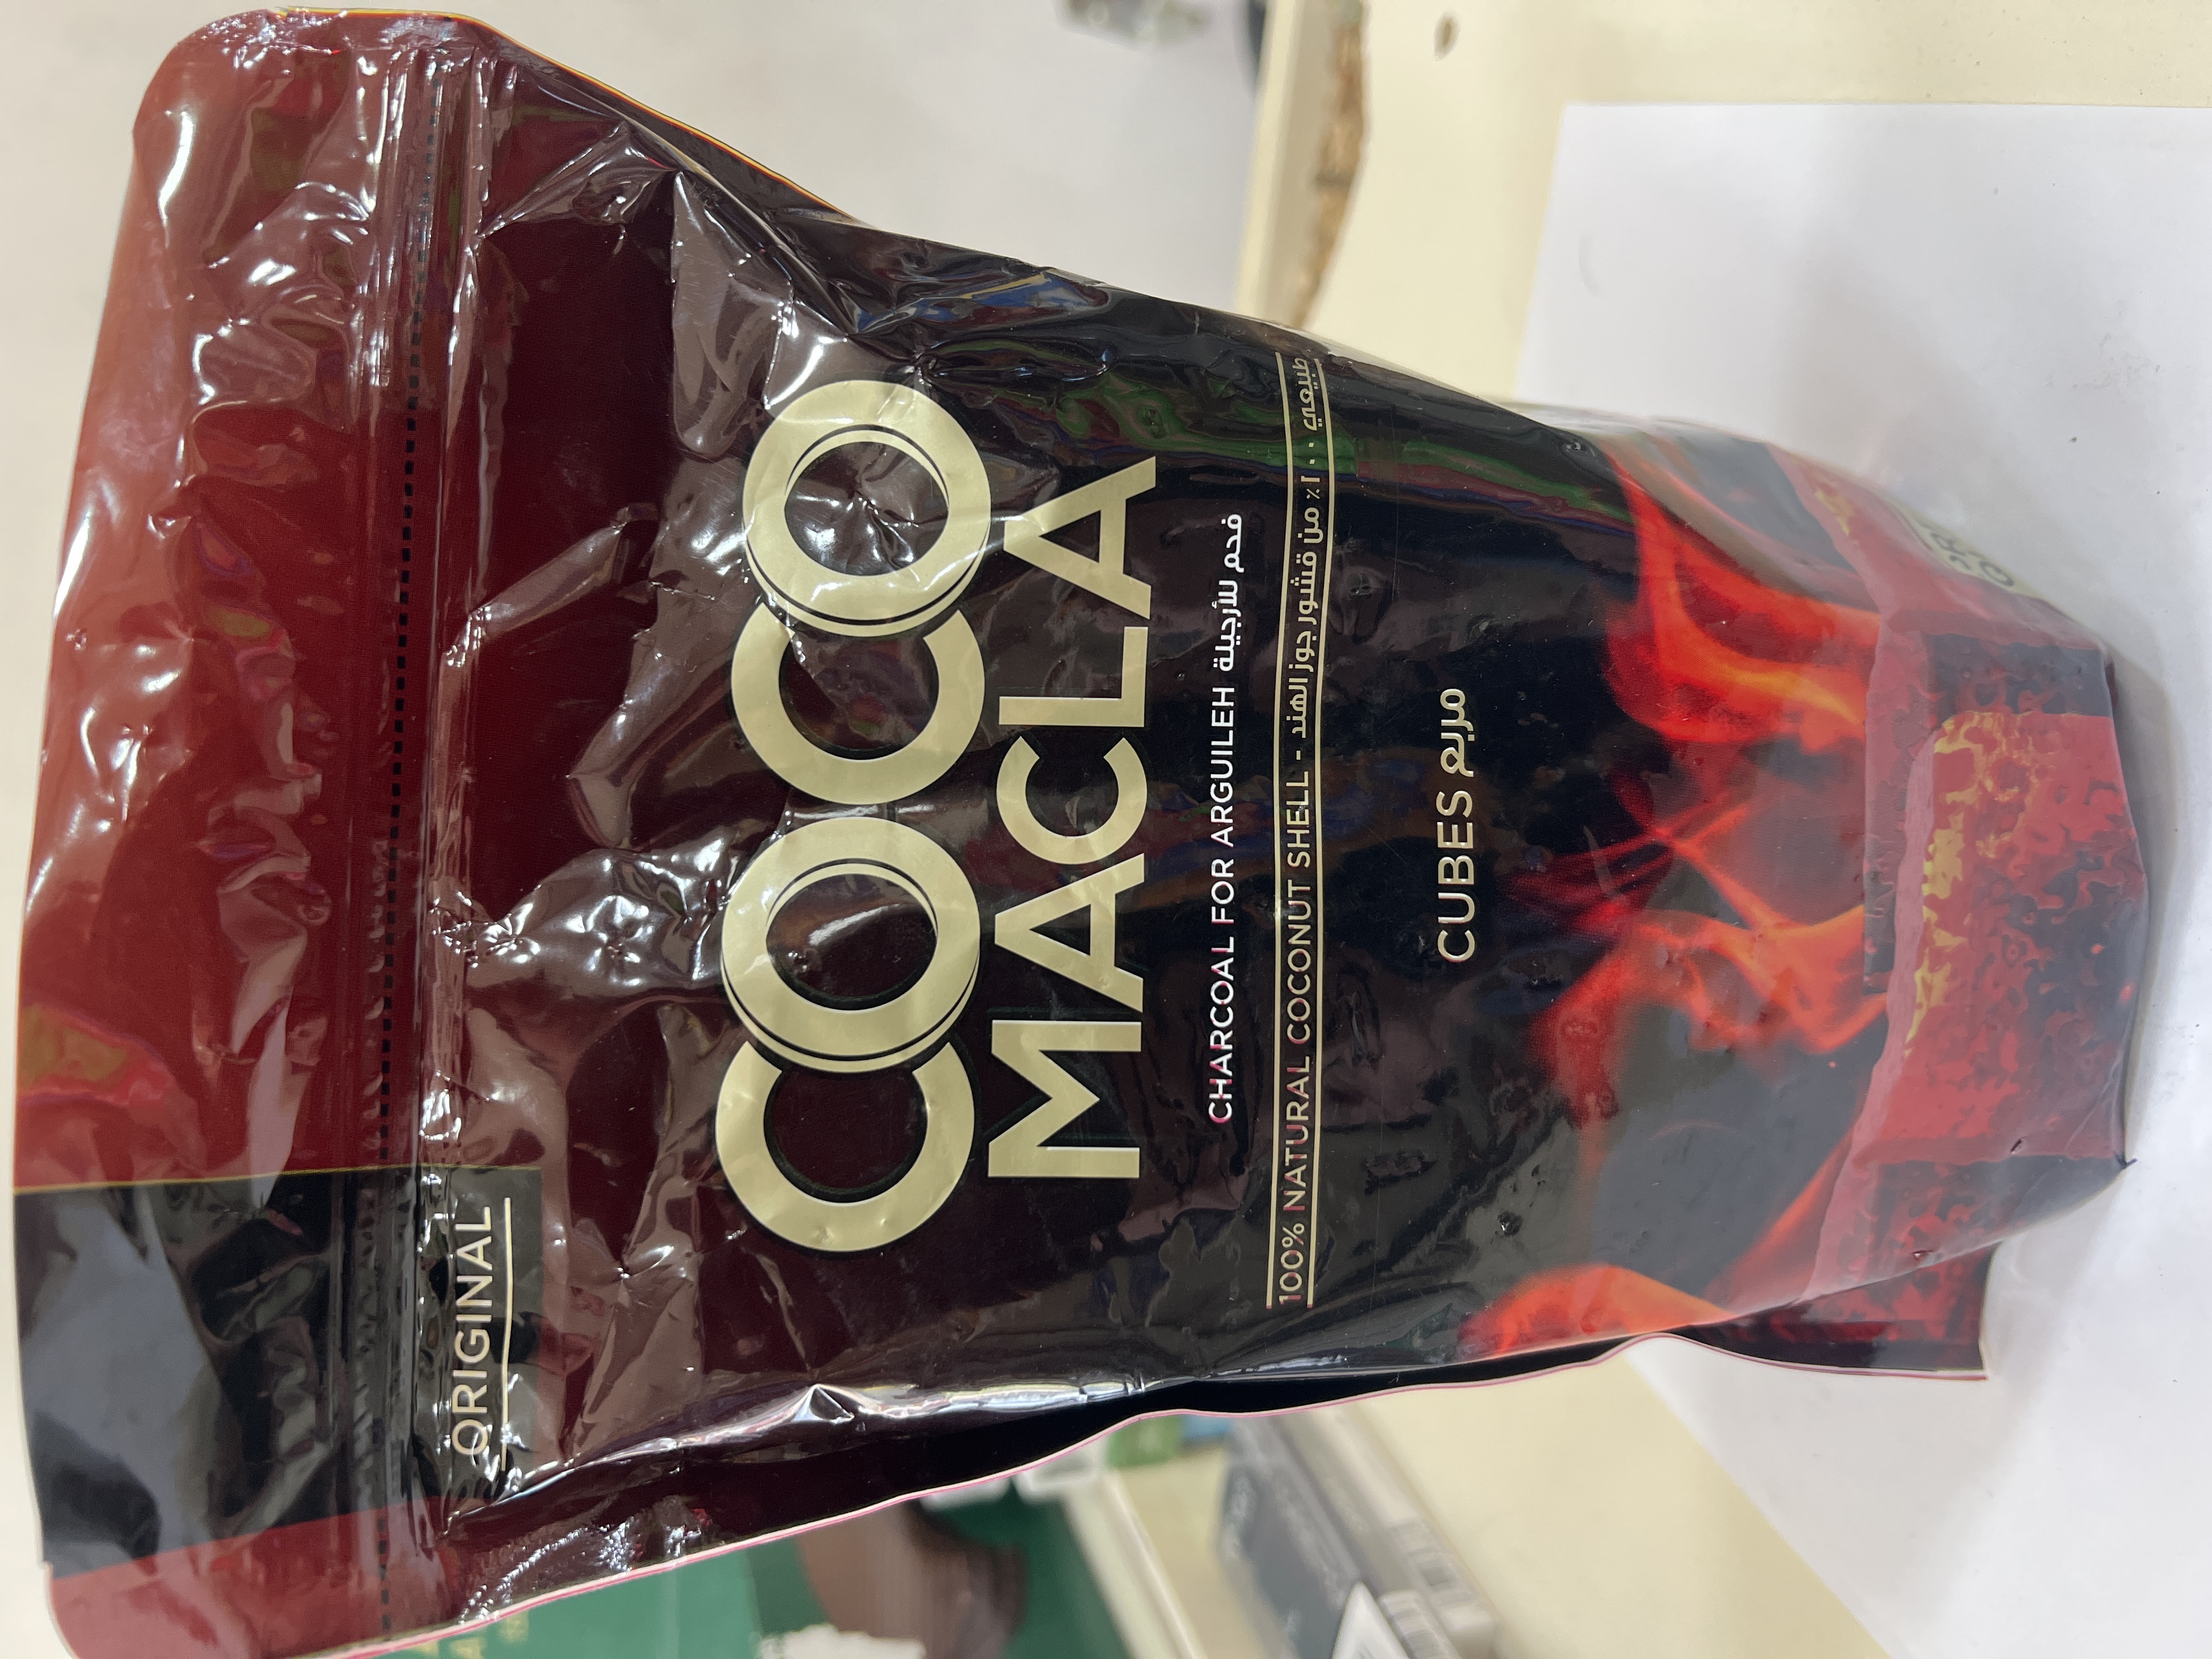 ORIGINAL
COCO
MACLA
CHARCOAL FOR ARGUILEH فحم للأرجيلة
100% NATURAL COCONUT SHELL - طبيعي ١٠٠٪ من قشور جوز الهند
CUBES مربع